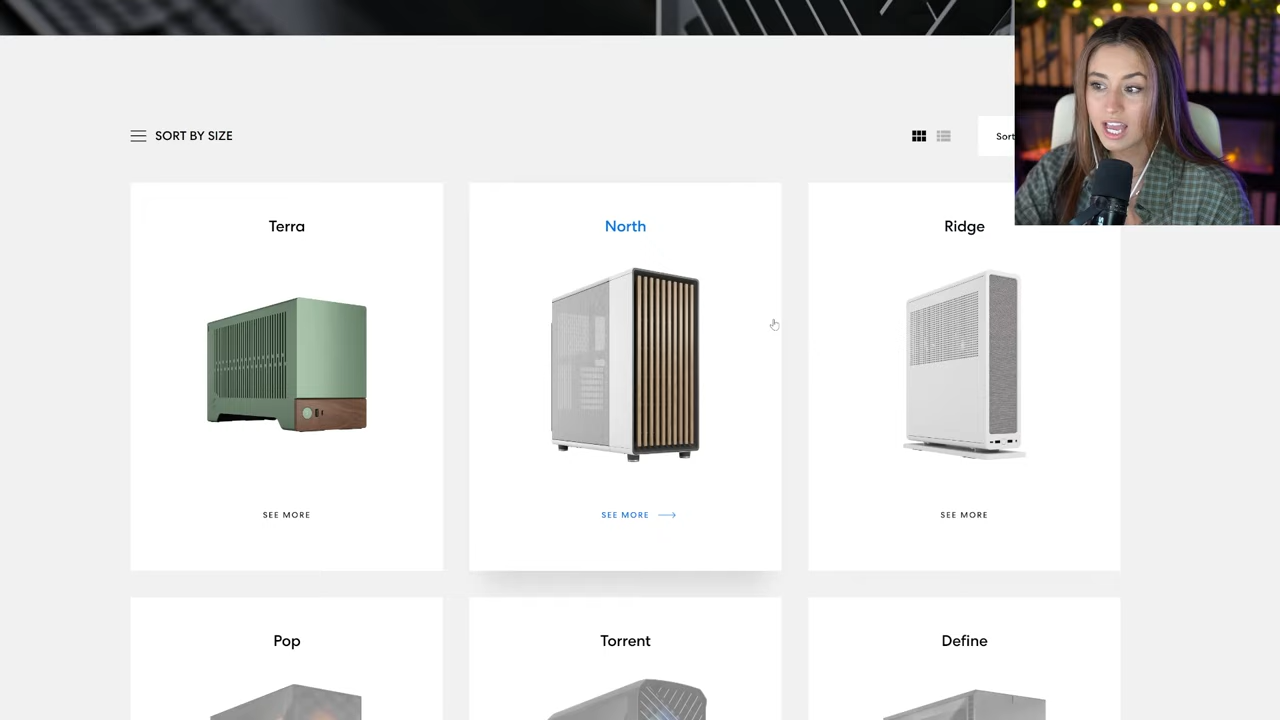 SORT BY SIZE
Sort
Terra
North
Ridge
SEE MORE
SEE MORE
SEE MORE
Pop
Torrent
Define